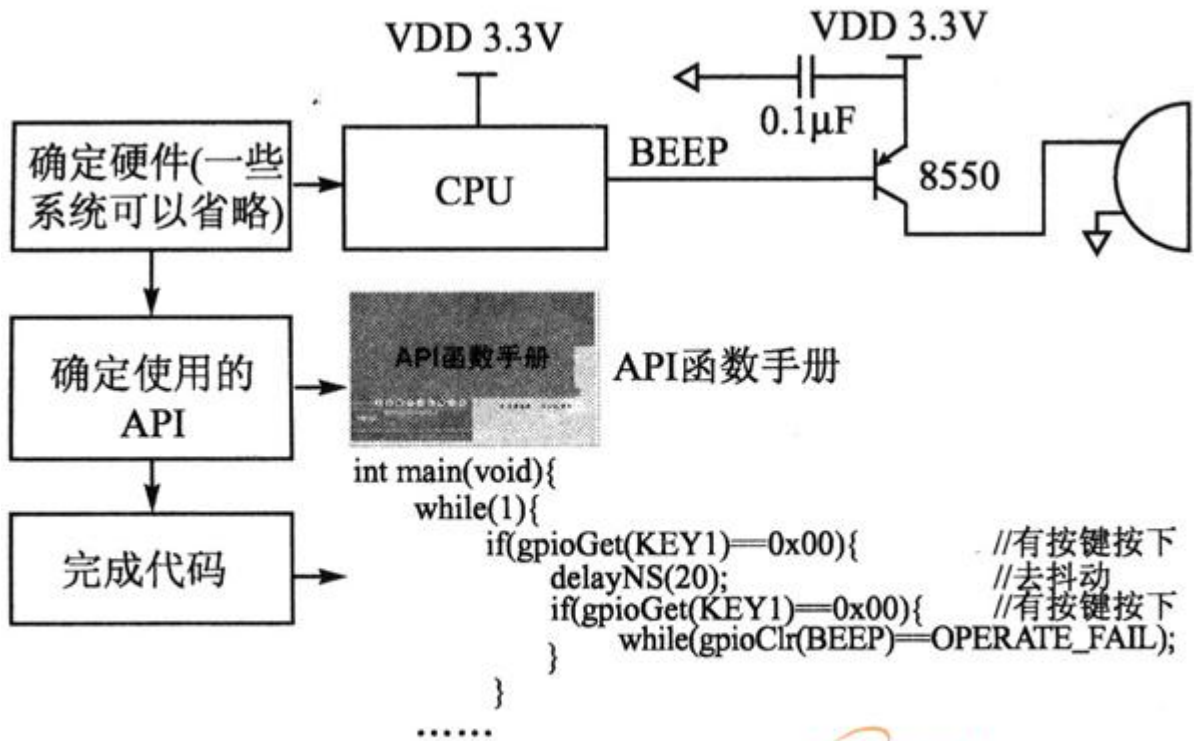 VDD 3.3V
VDD 3.3V
0.1μF
确定硬件(一些
系统可以省略)
CPU
BEEP
8550
确定使用的
API
API函数手册
API函数手册
完成代码
int main(void){
while(1){
if(gpioGet(KEY1)==0x00){ //有按键按下
delayNS(20); //去抖动
if(gpioGet(KEY1)==0x00){ //有按键按下
while(gpioClr(BEEP)==OPERATE_FAIL);
}
}
……